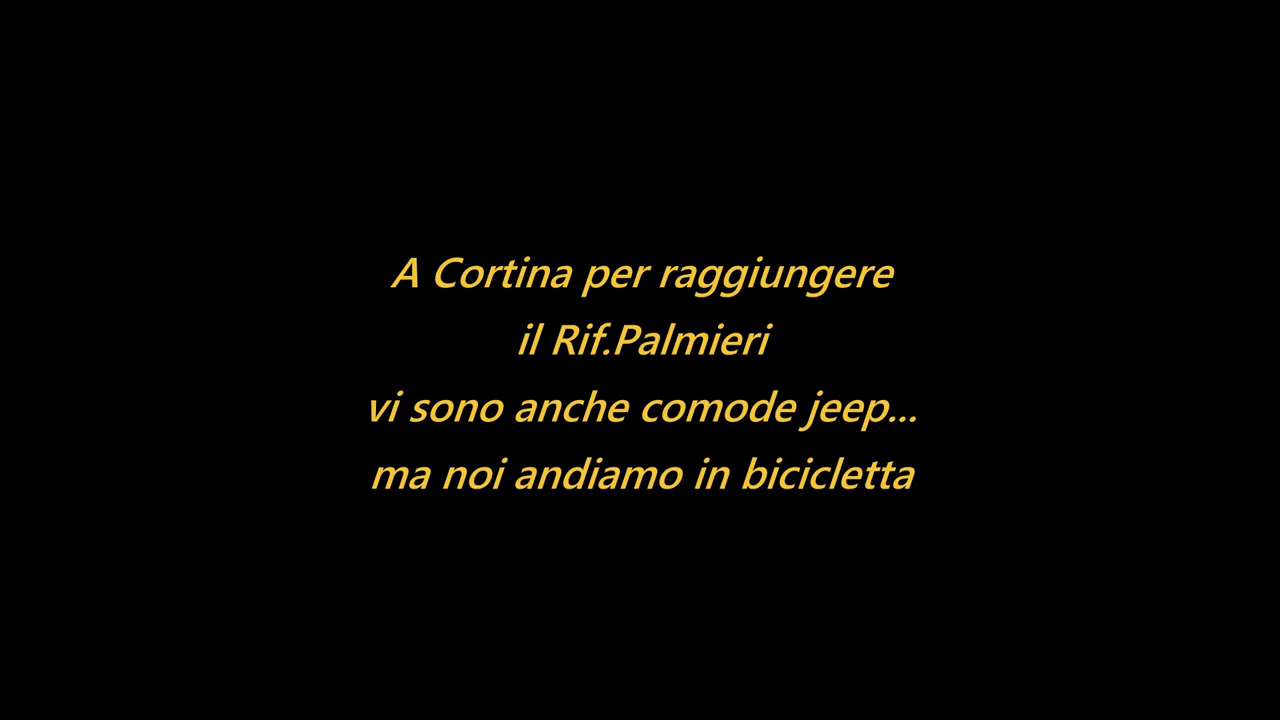 A Cortina per raggiungere
il Rif.Palmieri
vi sono anche comode jeep...
ma noi andiamo in bicicletta